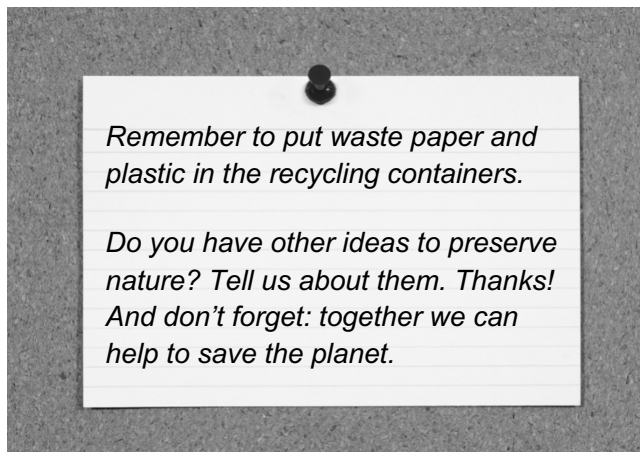 Remember to put waste paper and
plastic in the recycling containers.
Do you have other ideas to preserve
nature? Tell us about them. Thanks!
And don't forget: together we can
help to save the planet.